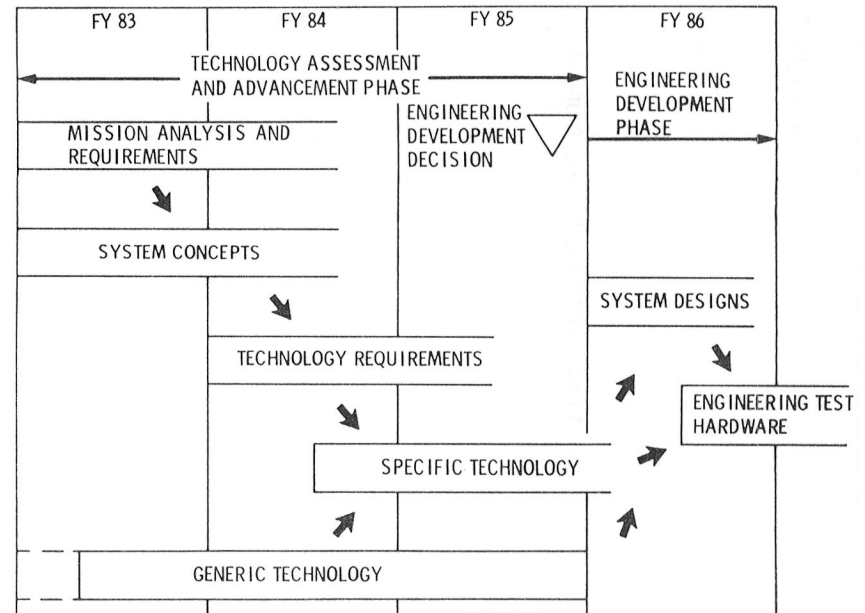 FY 83
FY 84
FY 85
FY 86
TECHNOLOGY ASSESSMENT
AND ADVANCEMENT PHASE
ENGINEERING
DEVELOPMENT
PHASE
ENGINEERING
DEVELOPMENT
DECISION
MISSION ANALYSIS AND
REQUIREMENTS
SYSTEM CONCEPTS
SYSTEM DESIGNS
TECHNOLOGY REQUIREMENTS
ENGINEERING TEST
HARDWARE
SPECIFIC TECHNOLOGY
GENERIC TECHNOLOGY